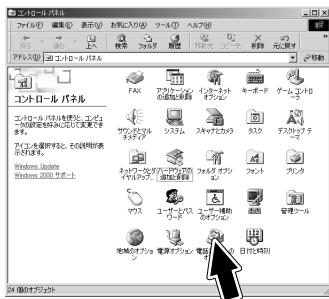 コントロール パネル
ファイル(F) 編集(E) 表示(V) お気に入り(A) ツール(T) ヘルプ(H)
戻る 進む 上へ 検索 フォルダ 履歴 移動先 コピー先 削除 元に戻す
アドレス(D) コントロール パネル 移動
コントロール パネル
コントロール パネルを使うと、コンピュ
ータの設定を好みに応じて変更でき
ます。
アイコンを選択すると、その説明が表
示されます。
Windows Update
Windows 2000 サポート
FAX アプリケーション
の追加と削除 インターネット
オプション キーボード ゲーム コントロ
ーラ
サウンドとマル
チメディア システム スキャナとカメラ タスク デスクトップ テ
ーマ
ネットワークとダ
イヤルアップ... ハードウェアの
追加と削除 フォルダ オプシ
ョン フォント プリンタ
マウス ユーザーとパス
ワード ユーザー補助
のオプション 画面 管理ツール
地域のオプショ
ン 電源オプション 電話 の
オ 日付と時刻
24 個のオブジェクト